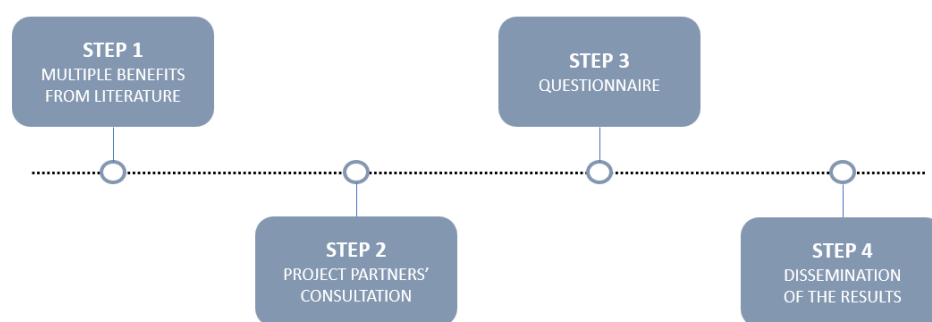 STEP 1
MULTIPLE BENEFITS
FROM LITERATURE
STEP 2
PROJECT PARTNERS’
CONSULTATION
STEP 3
QUESTIONNAIRE
STEP 4
DISSEMINATION
OF THE RESULTS